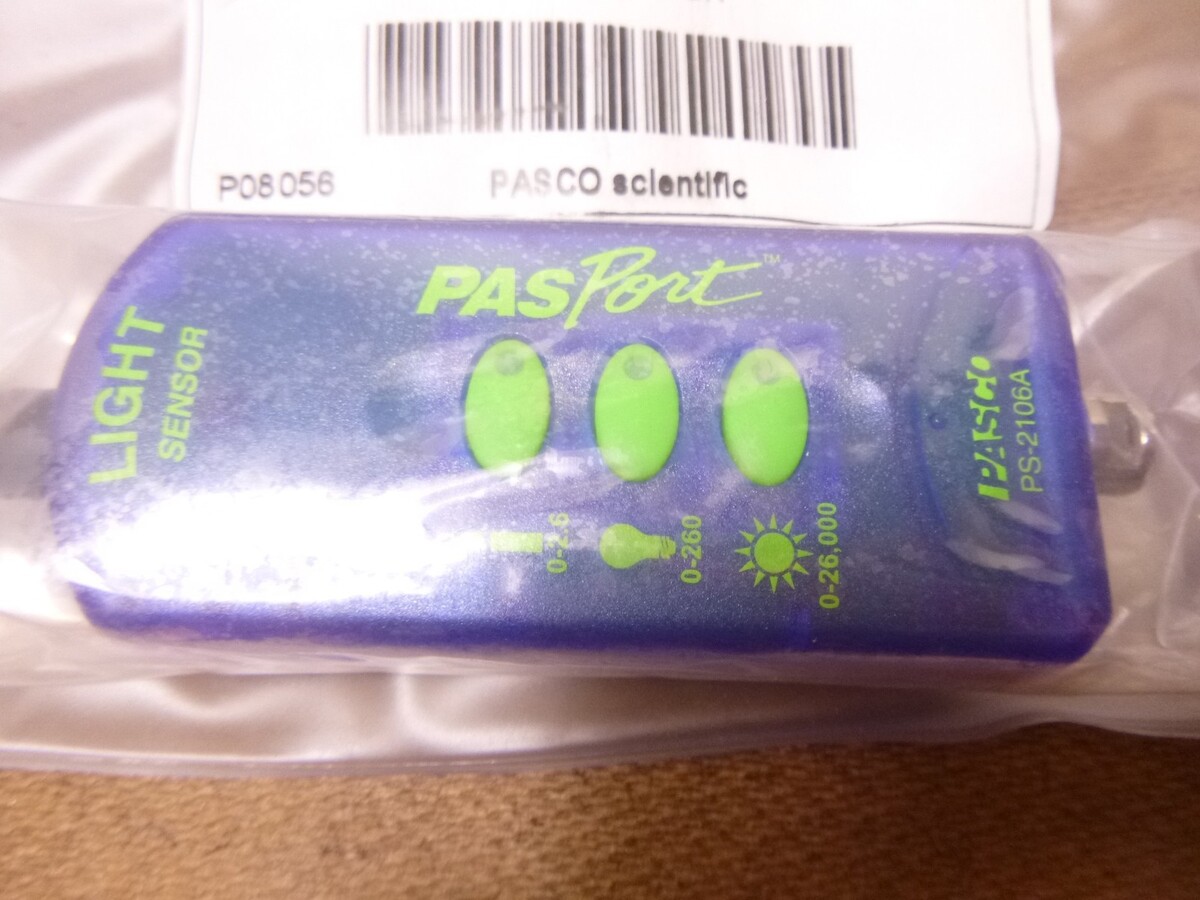 P08056
PASCO scientific
PASPort™
LIGHT
SENSOR
0-2.6
0-260
0-26,000
PASCO
PS-2106A